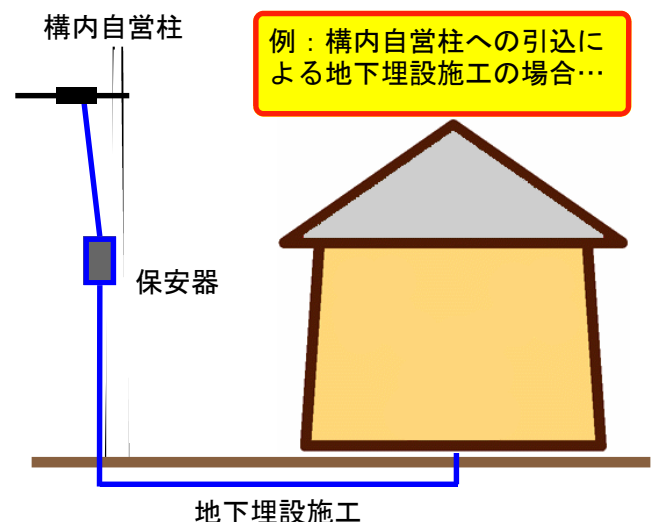 構内自営柱
例：構内自営柱への引込に
よる地下埋設施工の場合…
保安器
地下埋設施工